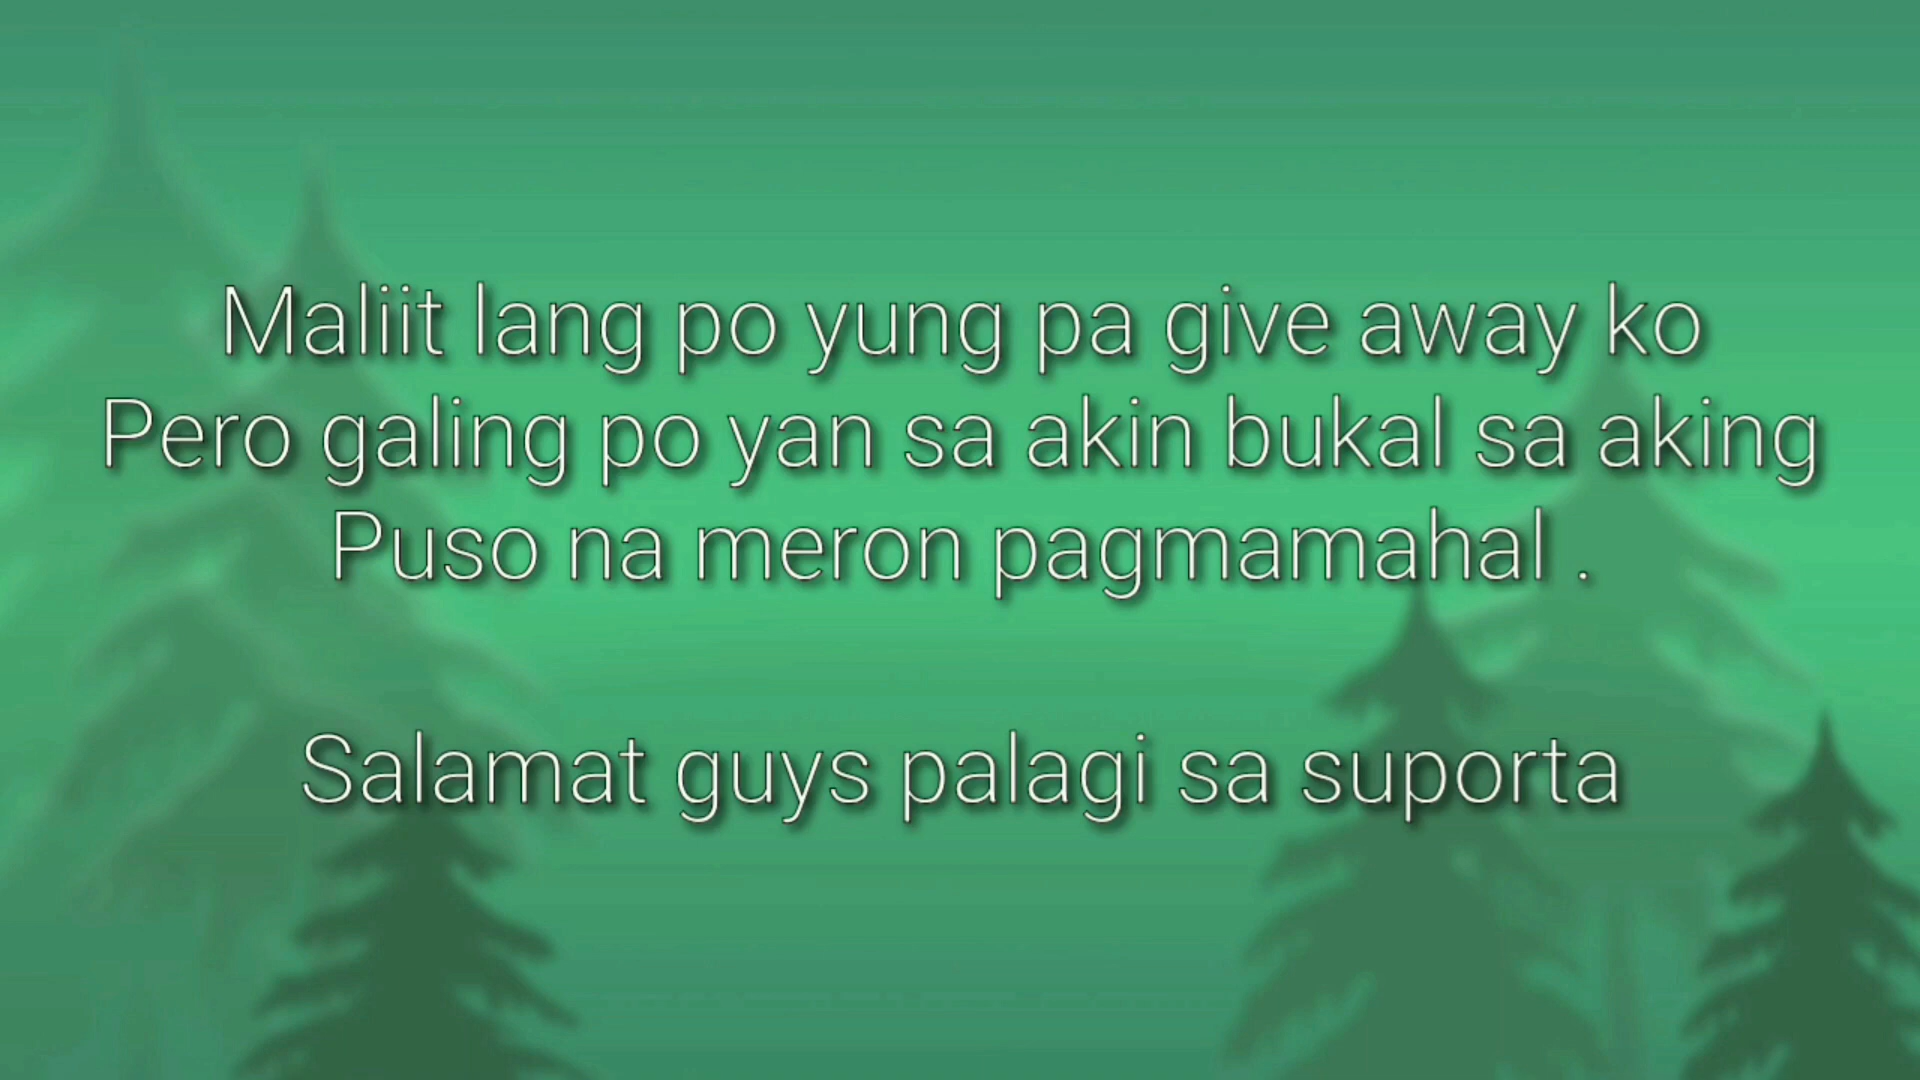 Maliit lang po yung pa give away ko
Pero galing po yan sa akin bukal sa aking
Puso na meron pagmamahal .
Salamat guys palagi sa suporta